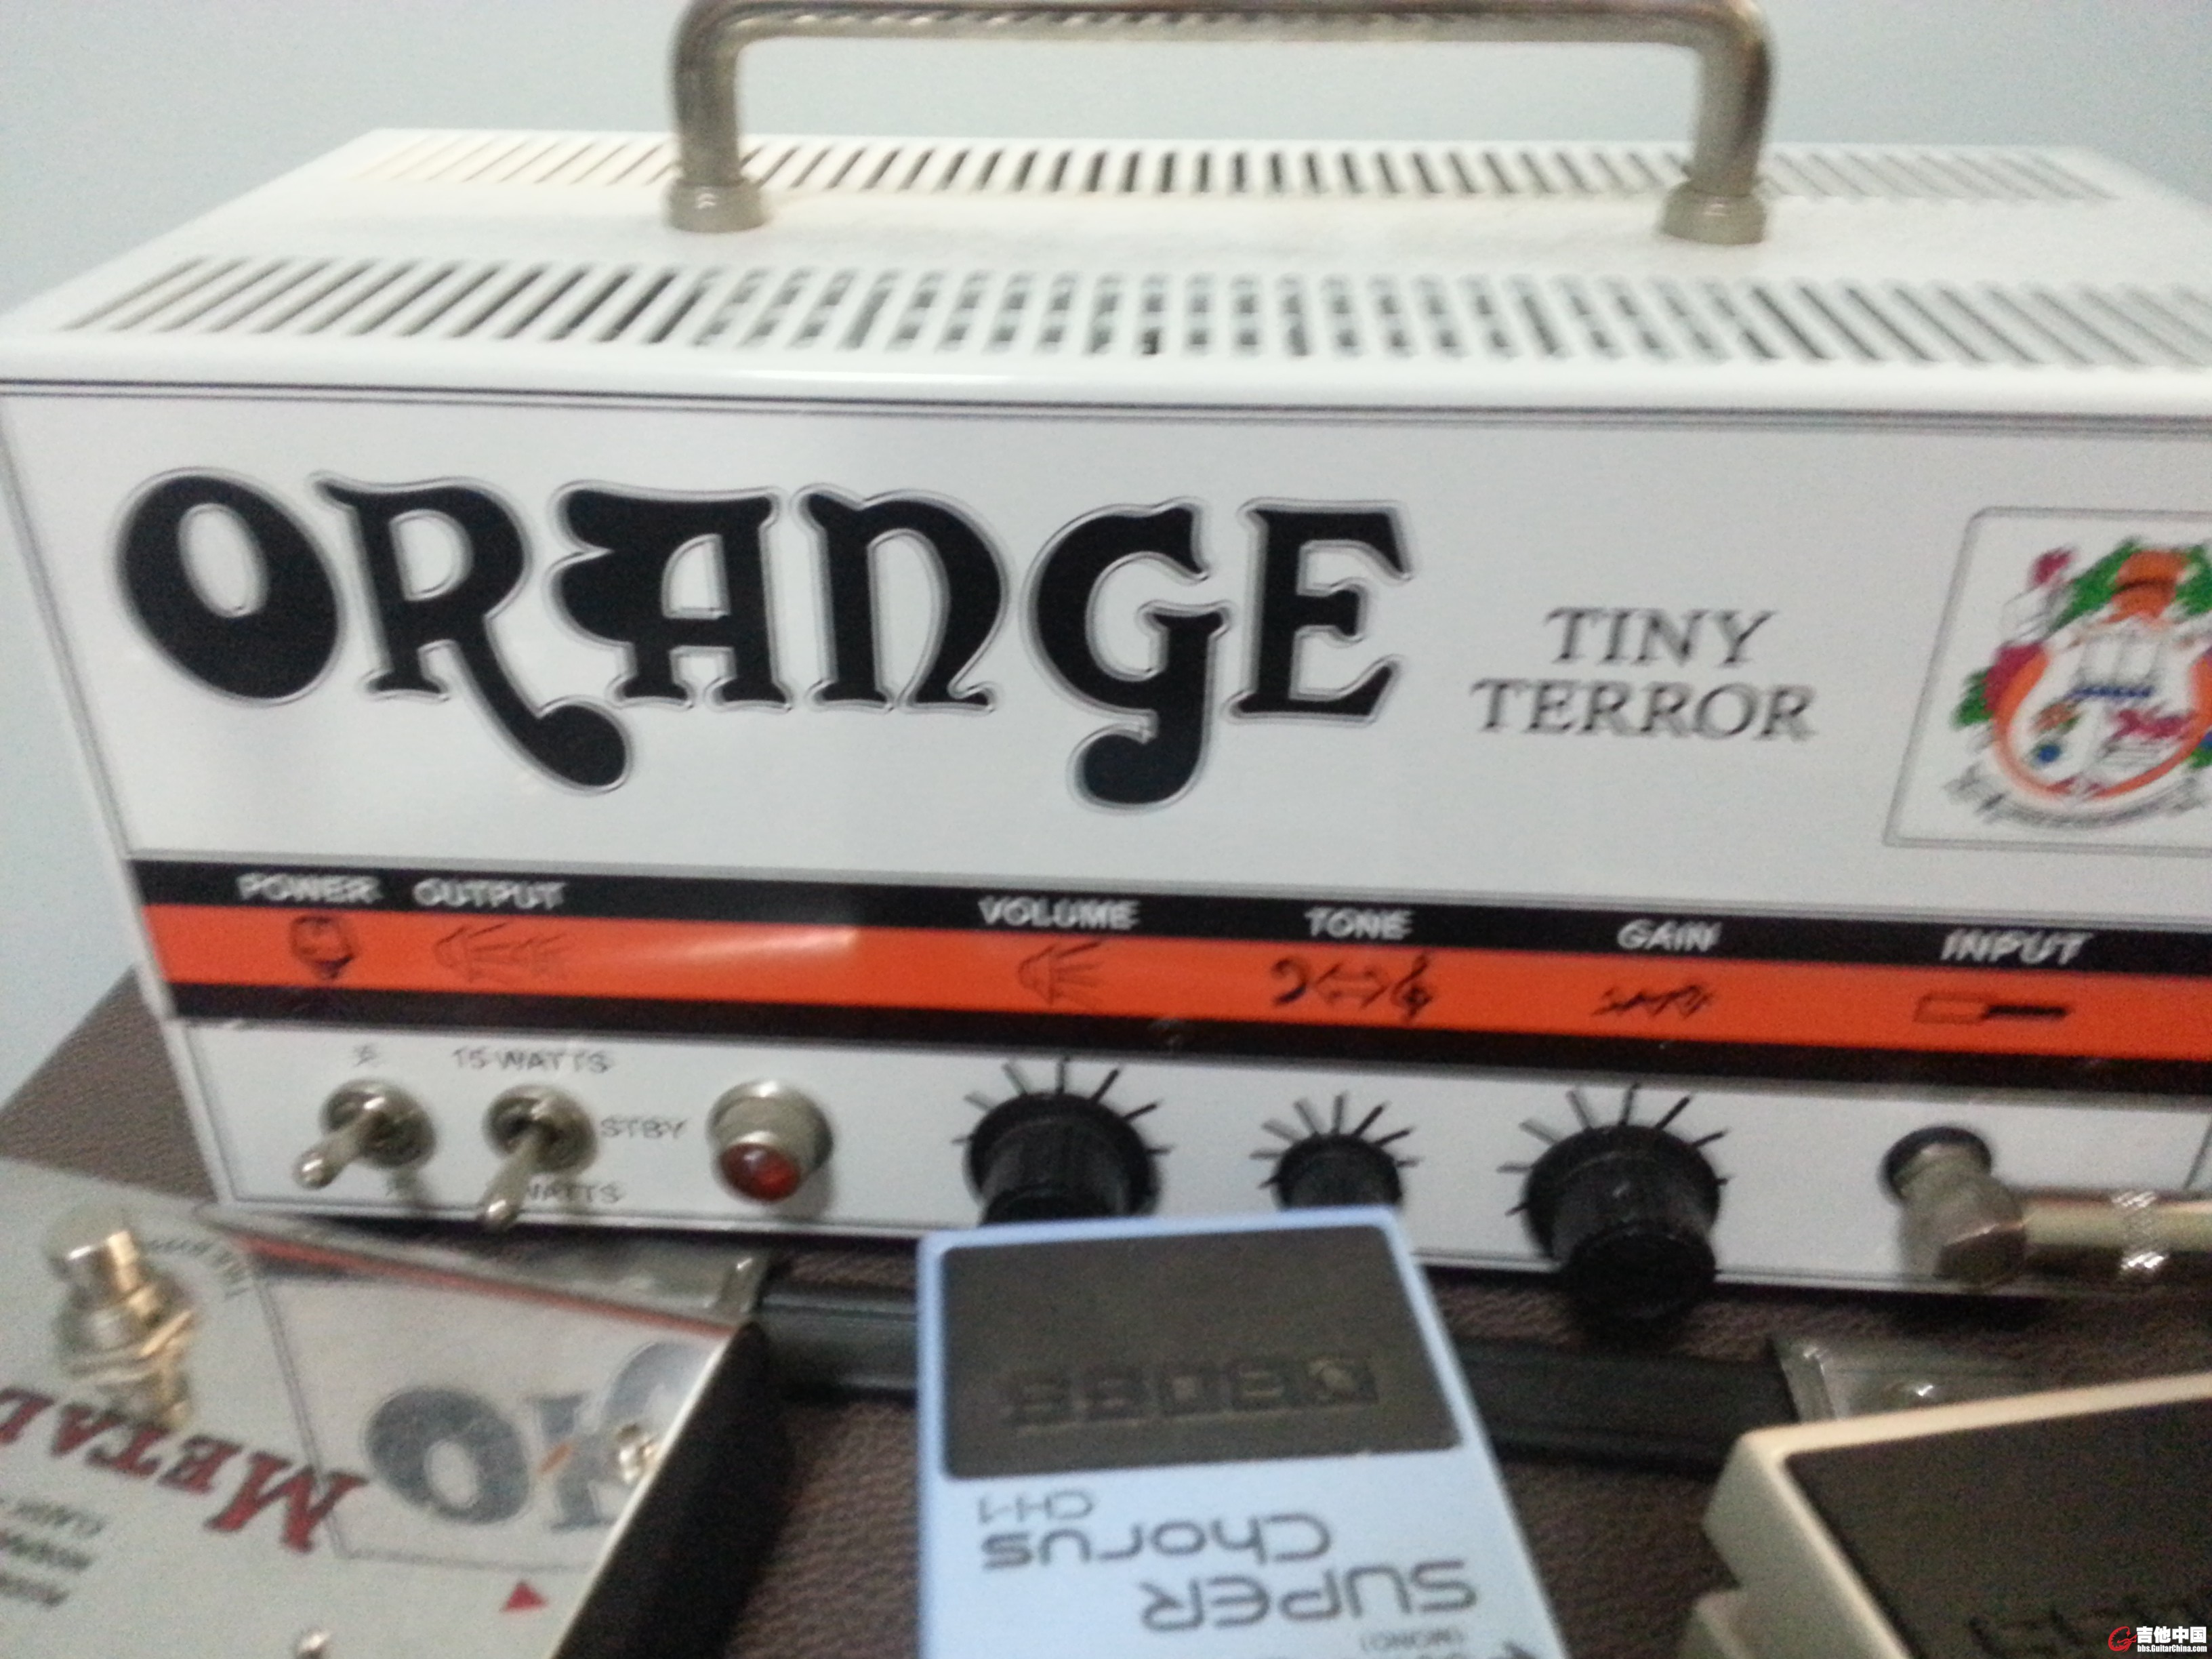 ORANGE
TINY
TERROR
POWER OUTPUT VOLUME TONE GAIN INPUT
15 WATTS
STBY
WATTS
METAL
BOSS
CH-1
SUPER
Chorus
(MONO)
吉他中国
bbs.GuitarChina.com